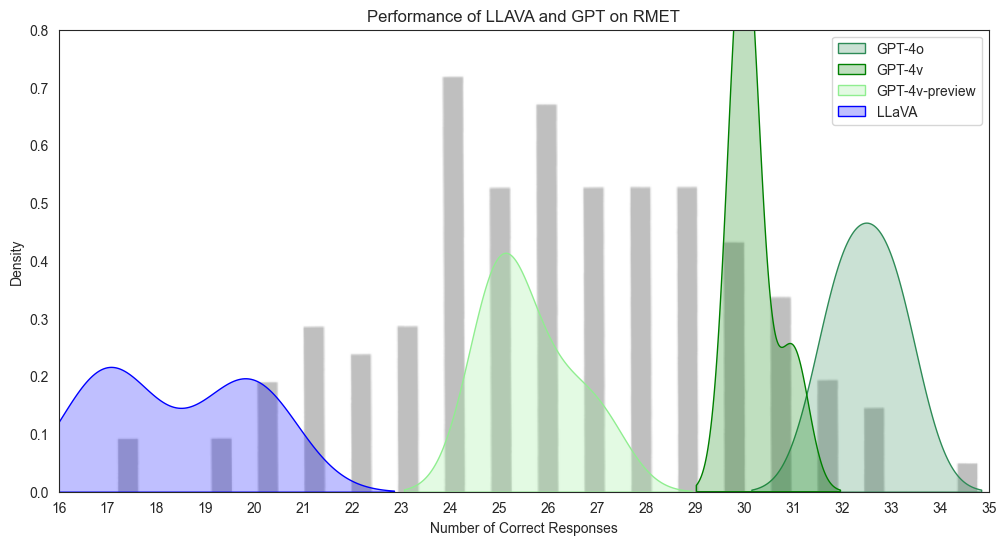 Performance of LLAVA and GPT on RMET
0.8
0.7
0.6
0.5
0.4
0.3
0.2
0.1
0.0
Density
GPT-4o
GPT-4v
GPT-4v-preview
LLaVA
16 17 18 19 20 21 22 23 24 25 26 27 28 29 30 31 32 33 34 35
Number of Correct Responses